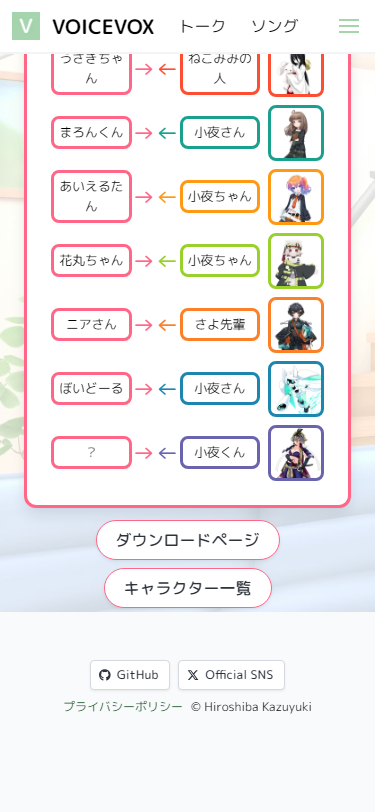 V VOICEVOX トーク ソング
うさぎちゃ
ん
ねこみみの
人
まろんくん 小夜さん
あいえるた
ん
小夜ちゃん
花丸ちゃん 小夜ちゃん
ニアさん さよ先輩
ぼいどーる 小夜さん
? 小夜くん
ダウンロードページ
キャラクター一覧
GitHub Official SNS
プライバシーポリシー © Hiroshiba Kazuyuki